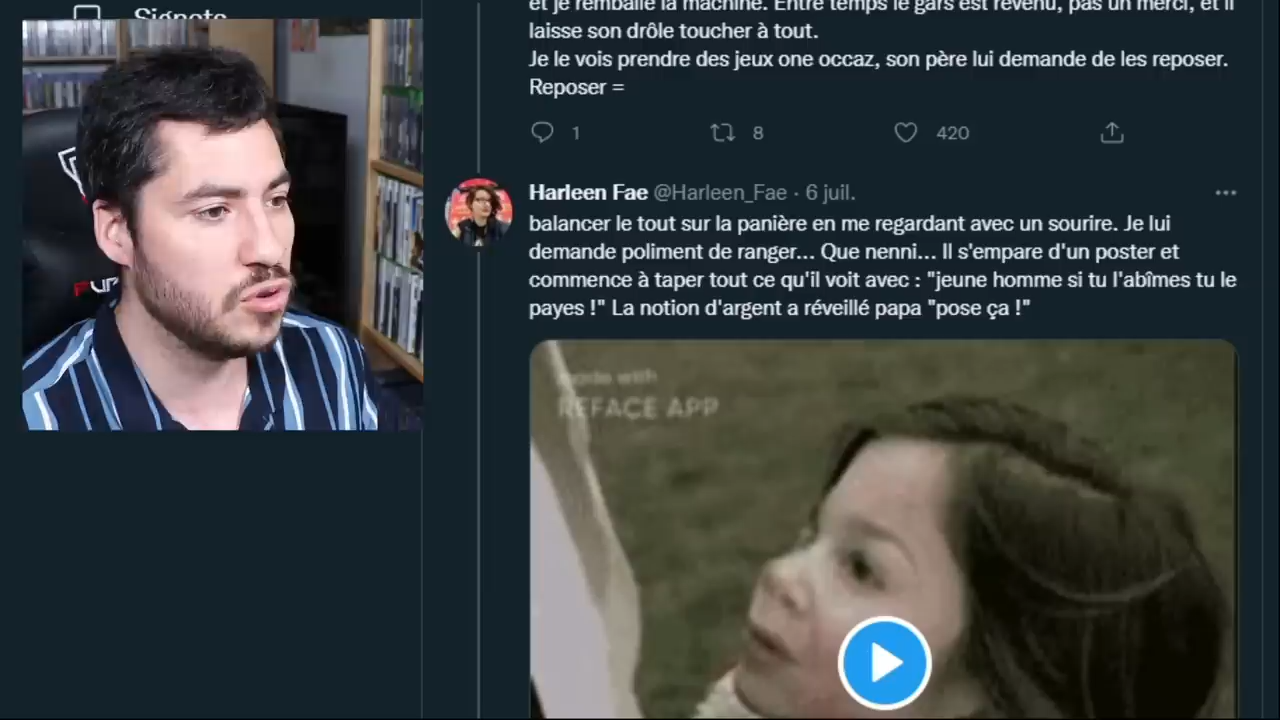 Signets
et je remballe la machine. Entre temps le gars est revenu, pas un merci, et il
laisse son drôle toucher à tout.
Je le vois prendre des jeux one occaz, son père lui demande de les reposer.
Reposer =
1 8 420
Harleen Fae @Harleen_Fae · 6 juil.
balancer le tout sur la panière en me regardant avec un sourire. Je lui
demande poliment de ranger... Que nenni... Il s'empare d'un poster et
commence à taper tout ce qu'il voit avec : "jeune homme si tu l'abîmes tu le
payes !" La notion d'argent a réveillé papa "pose ça !"
made with
REFACE APP